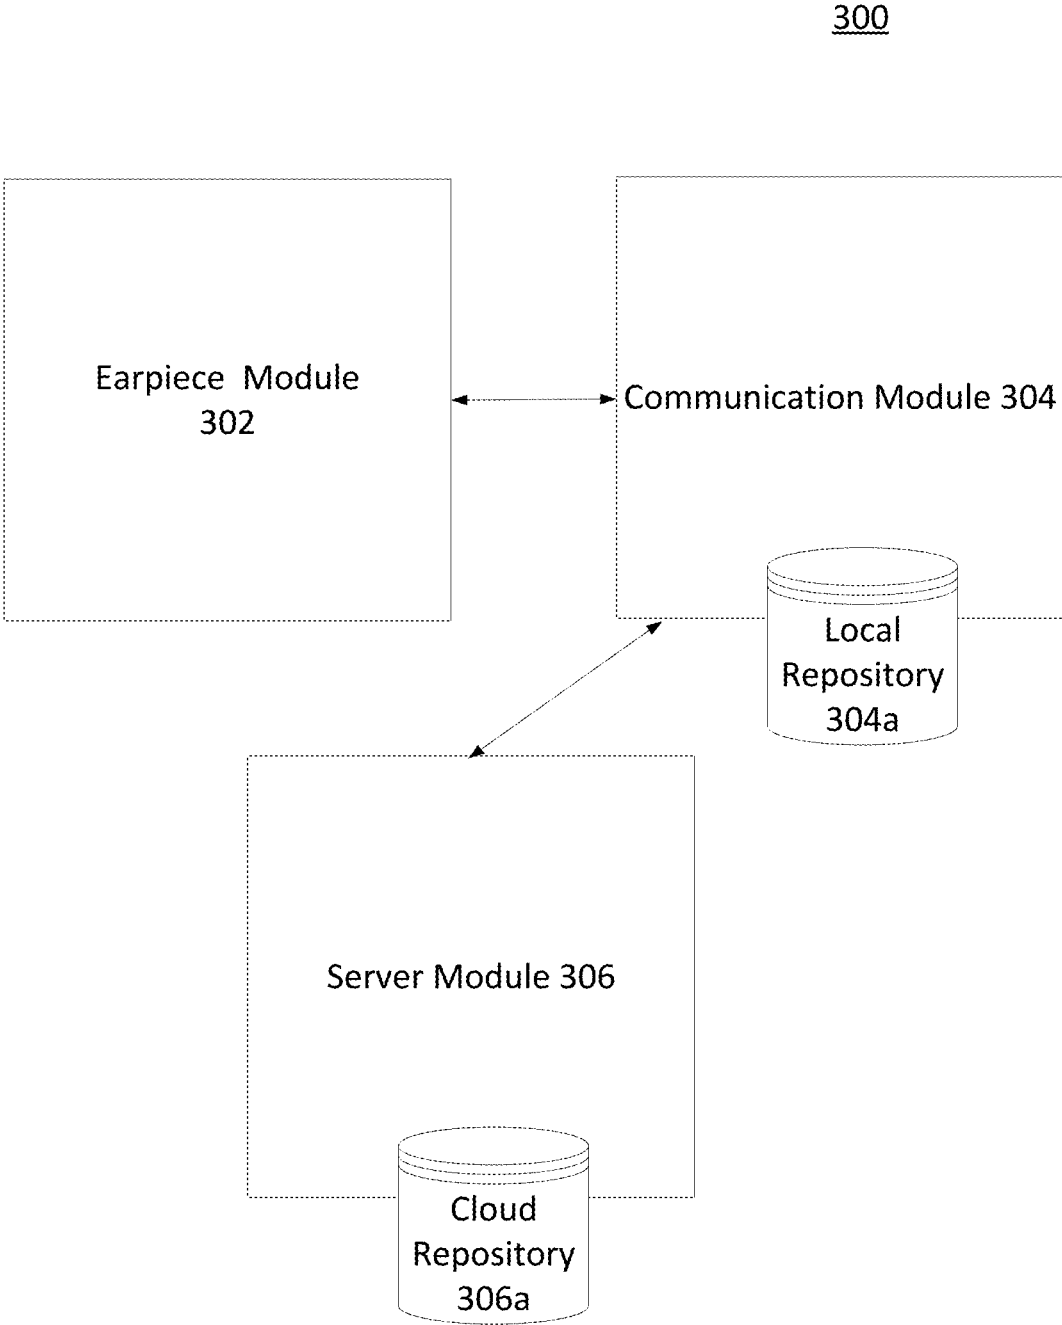 300
Earpiece Module
302
Communication Module 304
Local
Repository
304a
Server Module 306
Cloud
Repository
306a